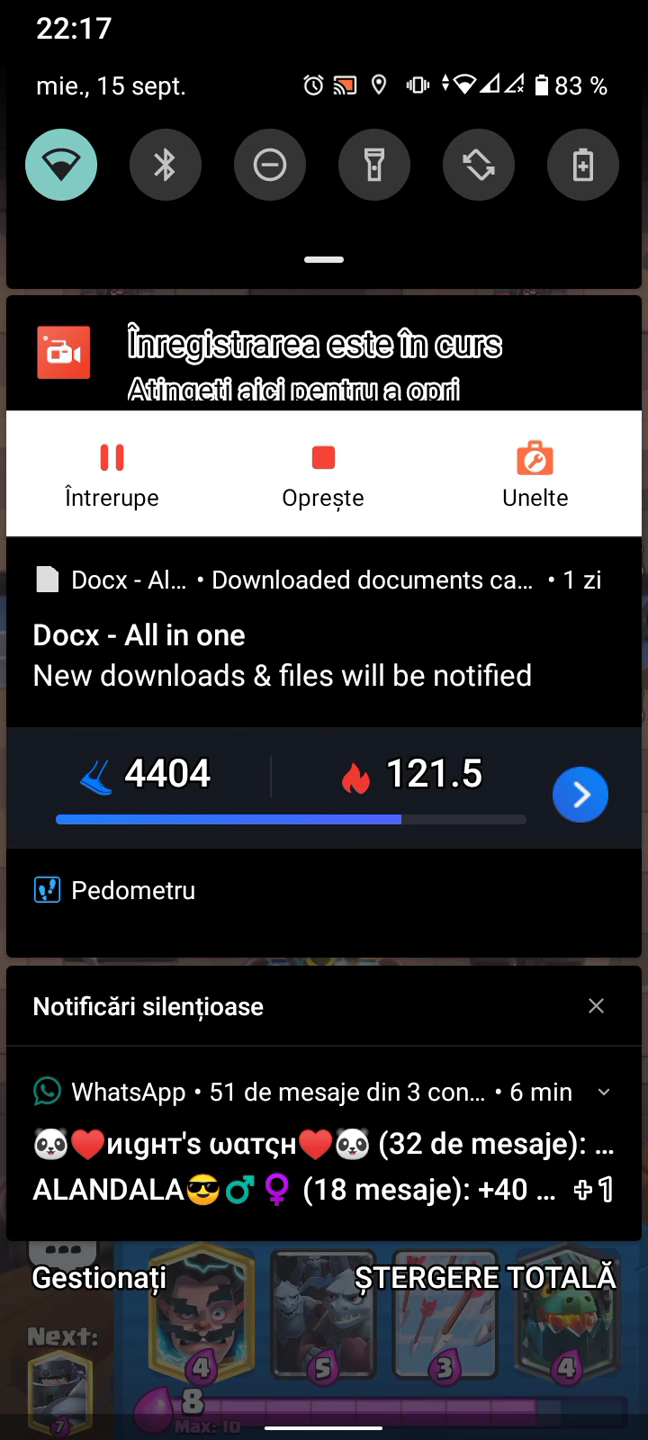 22:17
mie., 15 sept.
83 %
Înregistrarea este în curs
Atingeți aici pentru a opri
Întrerupe
Oprește
Unelte
Docx - Al… • Downloaded documents ca… • 1 zi
Docx - All in one
New downloads & files will be notified
4404
121.5
Pedometru
Notificări silențioase
WhatsApp • 51 de mesaje din 3 con… • 6 min
🐼❤️иιgнт's ωαтςн❤️🐼 (32 de mesaje): …
ALANDALA😎♂️♀️ (18 mesaje): +40 … +1
Gestionați
ȘTERGERE TOTALĂ
4
5
3
4
Next:
7
8
Max: 10